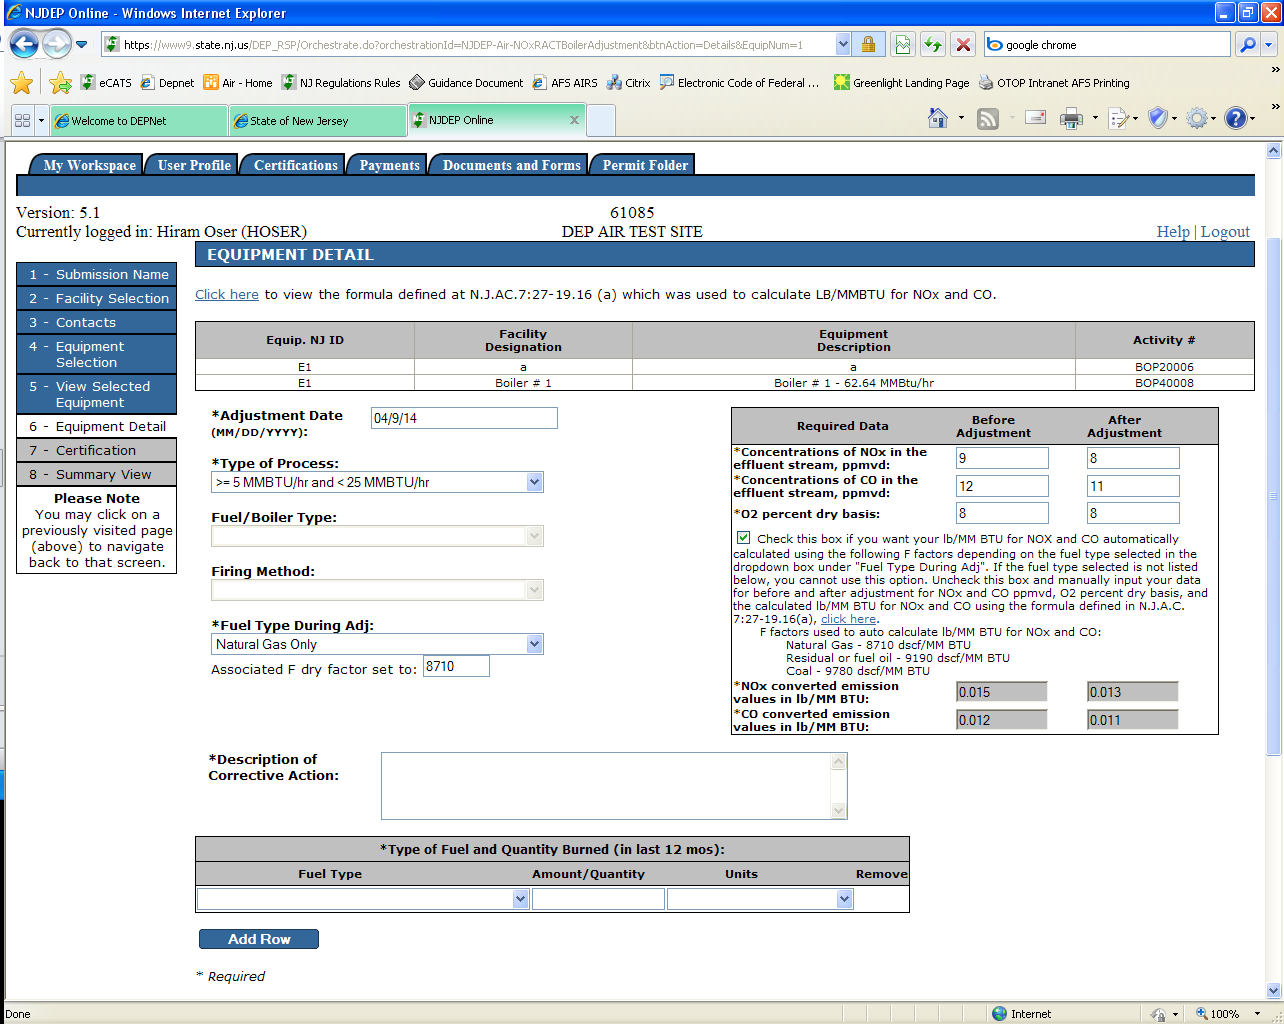 NJDEP Online - Windows Internet Explorer
https://www9.state.nj.us/DEP_RSP/Orchestrate.do?orchestrationId=NJDEP-Air-NOxRACTBoilerAdjustment&btnAction=Details&EquipNum=1
google chrome
eCATS Depnet Air - Home NJ Regulations Rules Guidance Document AFS AIRS Citrix Electronic Code of Federal ... Greenlight Landing Page OTOP Intranet AFS Printing
Welcome to DEPNet State of New Jersey NJDEP Online
My Workspace User Profile Certifications Payments Documents and Forms Permit Folder
Version: 5.1 61085
Currently logged in: Hiram Oser (HOSER) DEP AIR TEST SITE Help | Logout
1 - Submission Name
2 - Facility Selection
3 - Contacts
4 - Equipment
Selection
5 - View Selected
Equipment
6 - Equipment Detail
7 - Certification
8 - Summary View
Please Note
You may click on a
previously visited page
(above) to navigate
back to that screen.
EQUIPMENT DETAIL
Click here to view the formula defined at N.J.AC.7:27-19.16 (a) which was used to calculate LB/MMBTU for NOx and CO.
Equip. NJ ID Facility Designation Equipment Description Activity #
E1 a a BOP20006
E1 Boiler # 1 Boiler # 1 - 62.64 MMBtu/hr BOP40008
*Adjustment Date
(MM/DD/YYYY): 04/9/14
*Type of Process:
>= 5 MMBTU/hr and < 25 MMBTU/hr
Fuel/Boiler Type:
Firing Method:
*Fuel Type During Adj:
Natural Gas Only
Associated F dry factor set to: 8710
Required Data Before Adjustment After Adjustment
*Concentrations of NOx in the
effluent stream, ppmvd: 9 8
*Concentrations of CO in the
effluent stream, ppmvd: 12 11
*O2 percent dry basis: 8 8
Check this box if you want your lb/MM BTU for NOX and CO automatically
calculated using the following F factors depending on the fuel type selected in the
dropdown box under "Fuel Type During Adj". If the fuel type selected is not listed
below, you cannot use this option. Uncheck this box and manually input your data
for before and after adjustment for NOx and CO ppmvd, O2 percent dry basis, and
the calculated lb/MM BTU for NOx and CO using the formula defined in N.J.A.C.
7:27-19.16(a), click here.
F factors used to auto calculate lb/MM BTU for NOx and CO:
Natural Gas - 8710 dscf/MM BTU
Residual or fuel oil - 9190 dscf/MM BTU
Coal - 9780 dscf/MM BTU
*NOx converted emission
values in lb/MM BTU: 0.015 0.013
*CO converted emission
values in lb/MM BTU: 0.012 0.011
*Description of
Corrective Action:
*Type of Fuel and Quantity Burned (in last 12 mos):
Fuel Type Amount/Quantity Units Remove
Add Row
* Required
Done Internet 100%